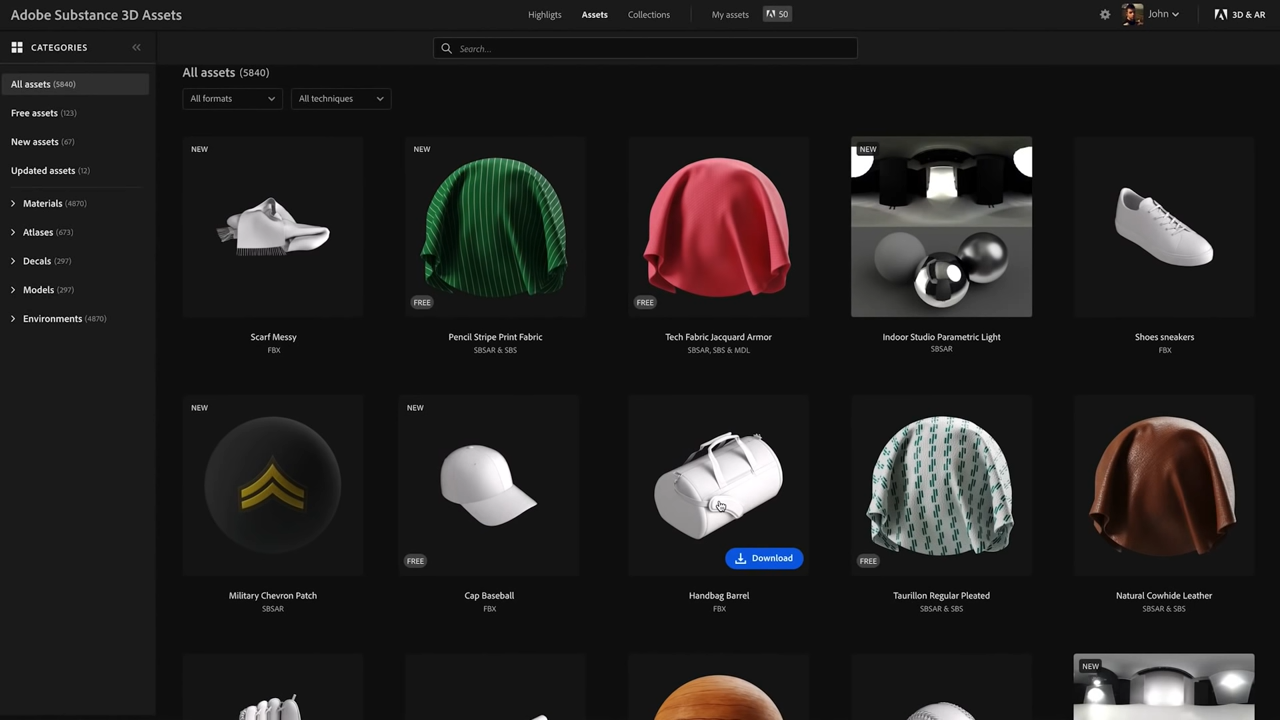 Adobe Substance 3D Assets
Highligts
Assets
Collections
My assets
50
John
3D & AR
CATEGORIES
Search...
All assets (5840)
Free assets (123)
New assets (67)
Updated assets (12)
Materials (4870)
Atlases (673)
Decals (297)
Models (297)
Environments (4870)
All assets (5840)
All formats
All techniques
NEW
Scarf Messy
FBX
NEW
FREE
Pencil Stripe Print Fabric
SBSAR & SBS
FREE
Tech Fabric Jacquard Armor
SBSAR, SBS & MDL
NEW
Indoor Studio Parametric Light
SBSAR
Shoes sneakers
FBX
NEW
Military Chevron Patch
SBSAR
NEW
FREE
Cap Baseball
FBX
Download
Handbag Barrel
FBX
FREE
Taurillon Regular Pleated
SBSAR & SBS
Natural Cowhide Leather
SBSAR & SBS
NEW